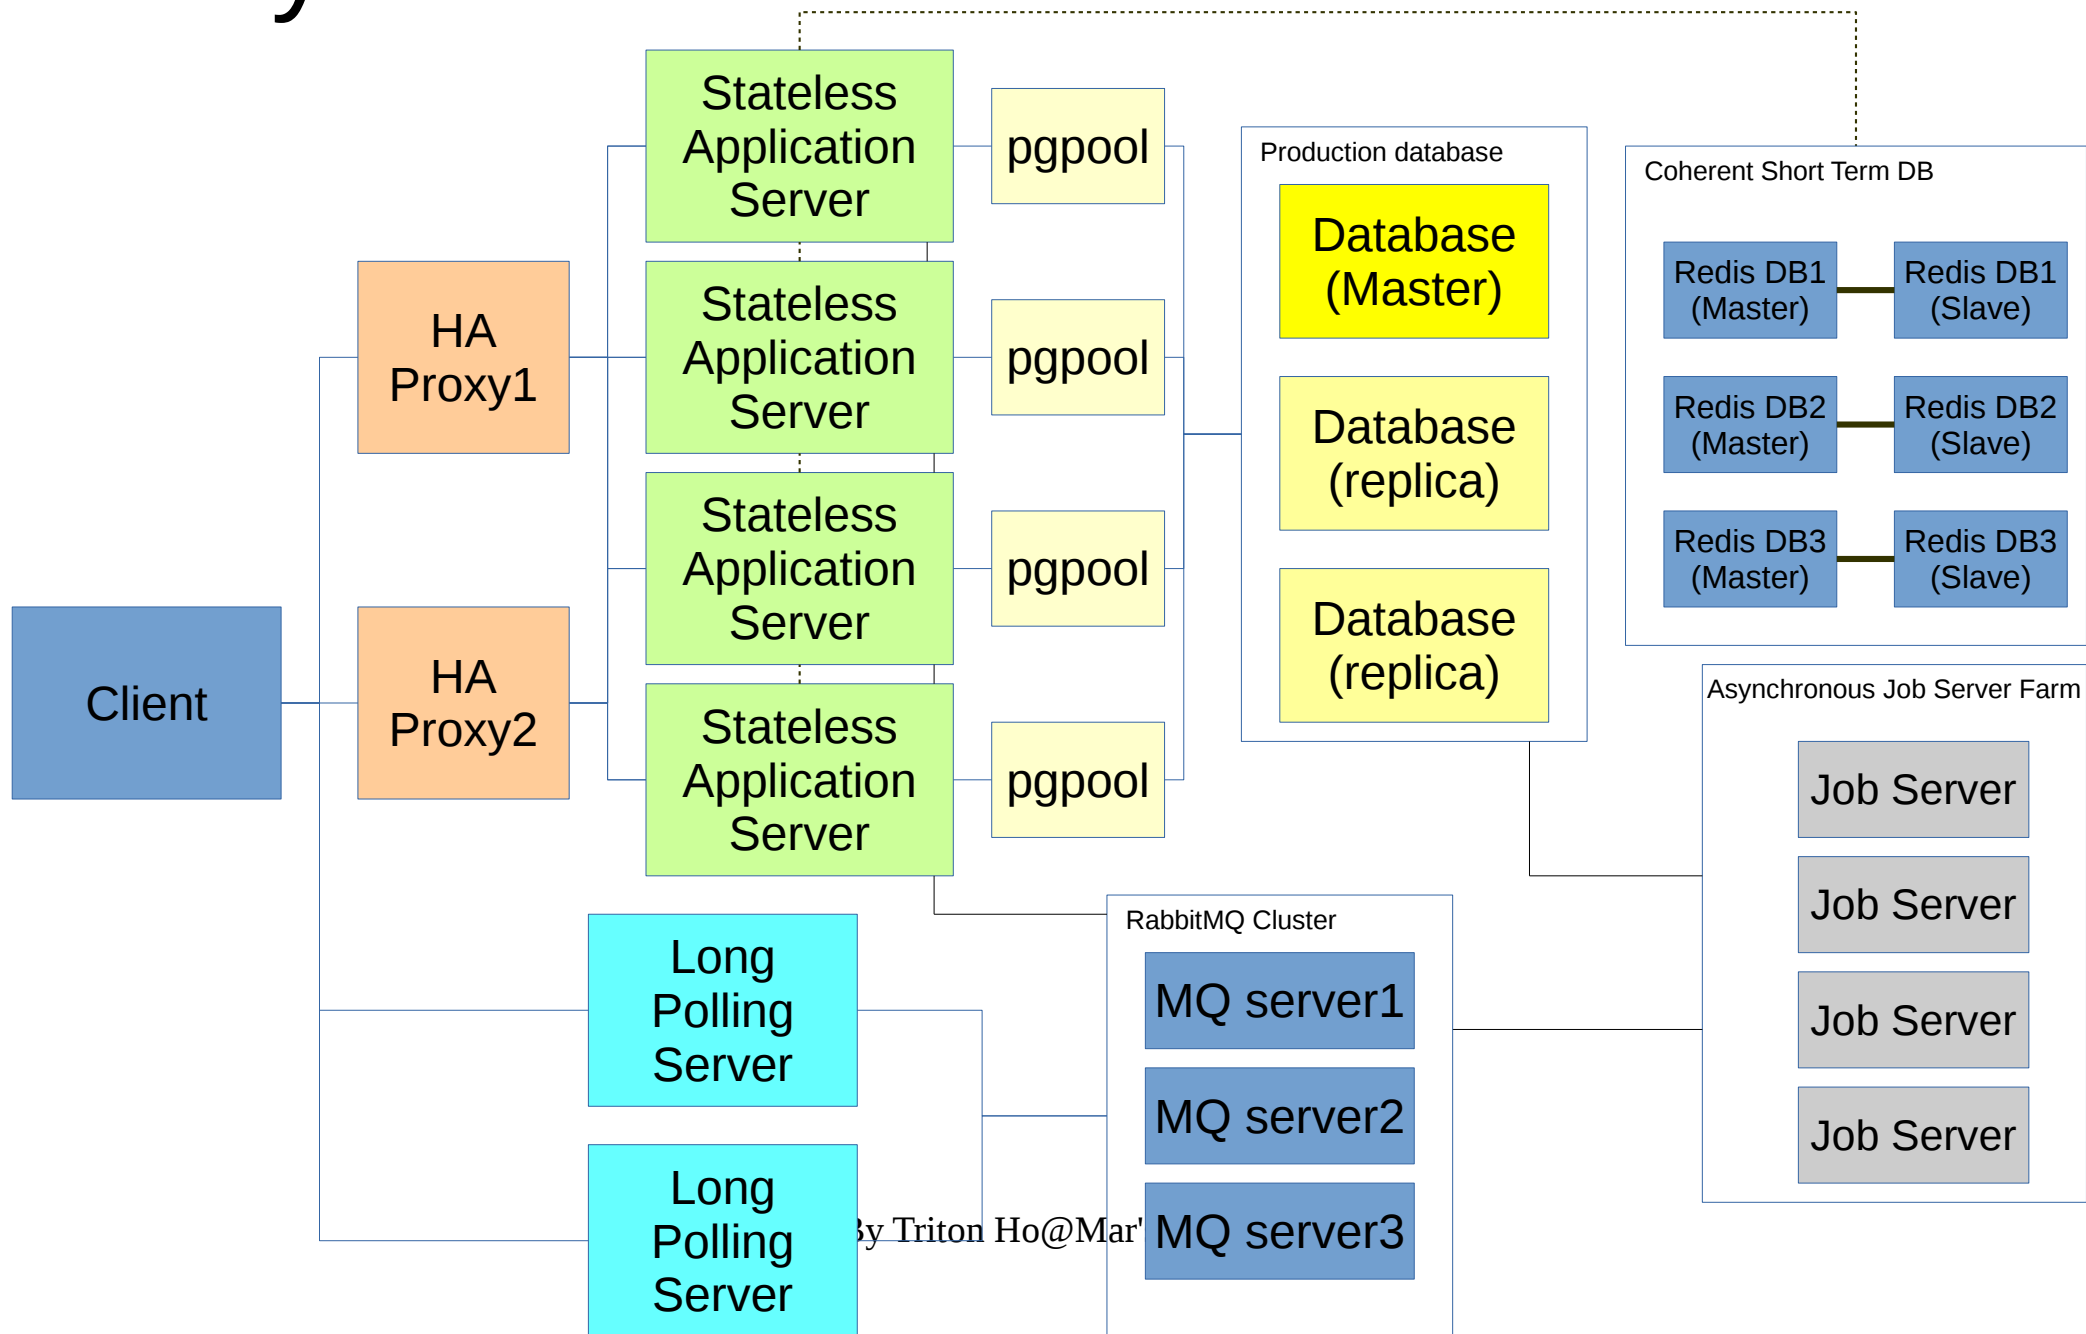 Stateless
Application
Server
pgpool
Production database
Database
(Master)
Database
(replica)
Database
(replica)
Coherent Short Term DB
Redis DB1
(Master)
Redis DB1
(Slave)
Redis DB2
(Master)
Redis DB2
(Slave)
Redis DB3
(Master)
Redis DB3
(Slave)
HA
Proxy1
Stateless
Application
Server
pgpool
Stateless
Application
Server
pgpool
Client
HA
Proxy2
Stateless
Application
Server
pgpool
Asynchronous Job Server Farm
Job Server
Job Server
Job Server
Job Server
Long
Polling
Server
Long
Polling
Server
RabbitMQ Cluster
MQ server1
MQ server2
MQ server3
By Triton Ho@Mar'